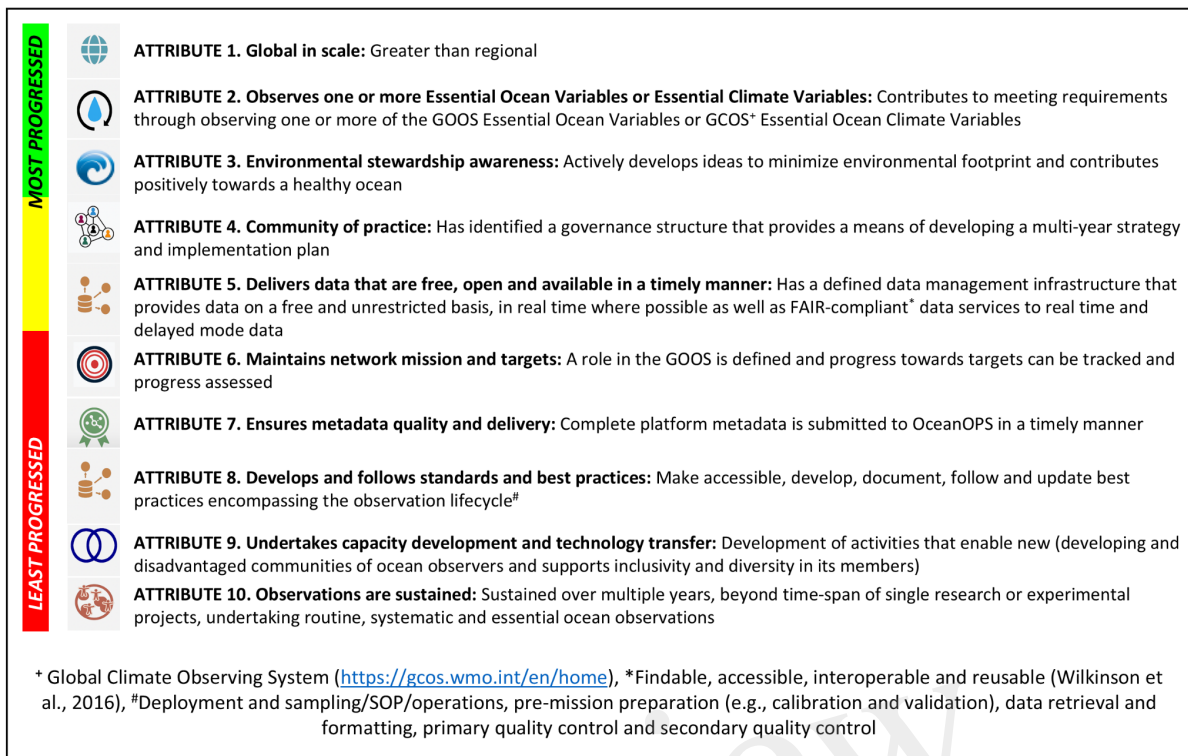 MOST PROGRESSED
LEAST PROGRESSED
ATTRIBUTE 1. Global in scale: Greater than regional
ATTRIBUTE 2. Observes one or more Essential Ocean Variables or Essential Climate Variables: Contributes to meeting requirements
through observing one or more of the GOOS Essential Ocean Variables or GCOS⁺ Essential Ocean Climate Variables
ATTRIBUTE 3. Environmental stewardship awareness: Actively develops ideas to minimize environmental footprint and contributes
positively towards a healthy ocean
ATTRIBUTE 4. Community of practice: Has identified a governance structure that provides a means of developing a multi-year strategy
and implementation plan
ATTRIBUTE 5. Delivers data that are free, open and available in a timely manner: Has a defined data management infrastructure that
provides data on a free and unrestricted basis, in real time where possible as well as FAIR-compliant* data services to real time and
delayed mode data
ATTRIBUTE 6. Maintains network mission and targets: A role in the GOOS is defined and progress towards targets can be tracked and
progress assessed
ATTRIBUTE 7. Ensures metadata quality and delivery: Complete platform metadata is submitted to OceanOPS in a timely manner
ATTRIBUTE 8. Develops and follows standards and best practices: Make accessible, develop, document, follow and update best
practices encompassing the observation lifecycle#
ATTRIBUTE 9. Undertakes capacity development and technology transfer: Development of activities that enable new (developing and
disadvantaged communities of ocean observers and supports inclusivity and diversity in its members)
ATTRIBUTE 10. Observations are sustained: Sustained over multiple years, beyond time-span of single research or experimental
projects, undertaking routine, systematic and essential ocean observations
⁺ Global Climate Observing System (https://gcos.wmo.int/en/home), *Findable, accessible, interoperable and reusable (Wilkinson et
al., 2016), #Deployment and sampling/SOP/operations, pre-mission preparation (e.g., calibration and validation), data retrieval and
formatting, primary quality control and secondary quality control